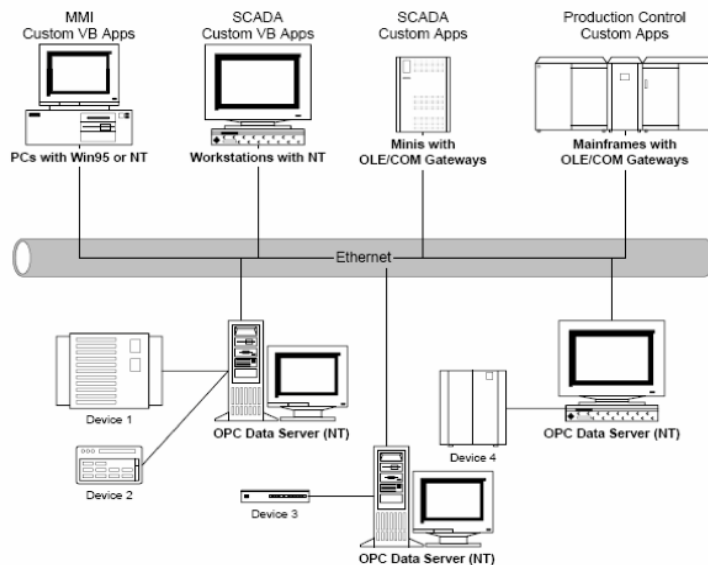 MMI
Custom VB Apps
SCADA
Custom VB Apps
SCADA
Custom Apps
Production Control
Custom Apps
PCs with Win95 or NT
Workstations with NT
Minis with
OLE/COM Gateways
Mainframes with
OLE/COM Gateways
Ethernet
Device 1
OPC Data Server (NT)
Device 2
Device 4
OPC Data Server (NT)
Device 3
OPC Data Server (NT)